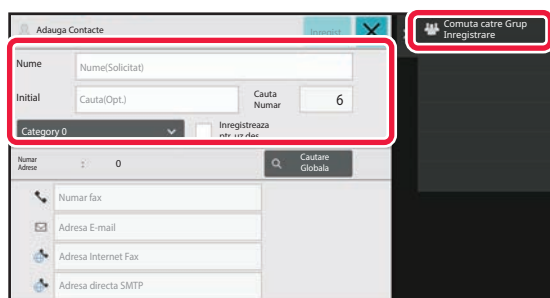 Adauga Contacte
Inregist.
Comuta catre Grup
Inregistrare
Nume
Nume(Solicitat)
Initial
Cauta(Opt.)
Cauta
Numar
6
Category 0
Inregistreaza
ptr. uz des.
Numar
Adrese
:
0
Cautare
Globala
Numar fax
Adresa E-mail
Adresa Internet Fax
Adresa directa SMTP